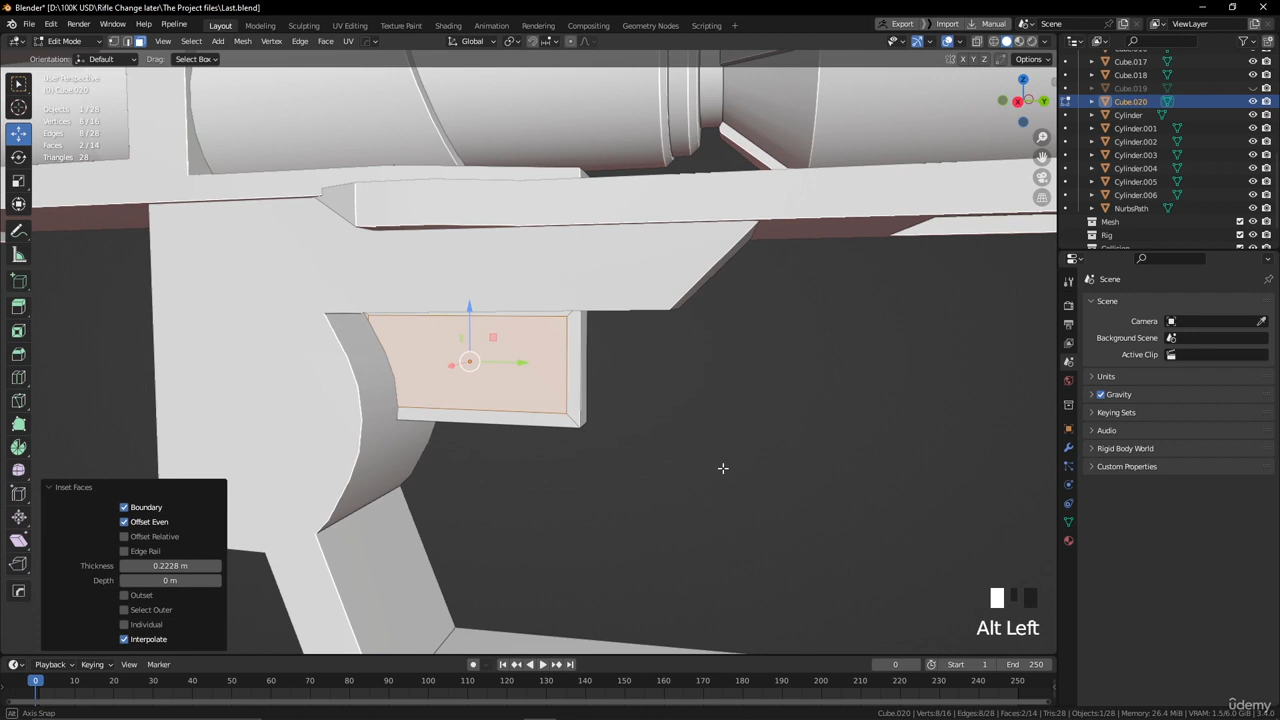 Blender* [D:\100K USD\Rifle Change later\The Project files\Last.blend]
File Edit Render Window Help Pipeline Layout Modeling Sculpting UV Editing Texture Paint Shading Animation Rendering Compositing Geometry Nodes Scripting Export Import Manual Scene ViewLayer
Edit Mode View Select Add Mesh Vertex Edge Face UV Global
Orientation: Default Drag: Select Box X Y Z Options
User Perspective
(0) Cube.020
Objects 1/28
Vertices 8/16
Edges 8/28
Faces 2/14
Triangles 28
Z
X
Y
Cube.017
Cube.018
Cube.019
Cube.020
Cylinder
Cylinder.001
Cylinder.002
Cylinder.003
Cylinder.004
Cylinder.005
Cylinder.006
NurbsPath
Mesh
Rig
Collision
Scene
Scene
Camera
Background Scene
Active Clip
Units
Gravity
Keying Sets
Audio
Rigid Body World
Custom Properties
Inset Faces
Boundary
Offset Even
Offset Relative
Edge Rail
Thickness 0.2228 m
Depth 0 m
Outset
Select Outer
Individual
Interpolate
Alt Left
Playback Keying View Marker 0 Start 1 End 250
0 10 20 30 40 50 60 70 80 90 100 110 120 130 140 150 160 170 180 190 200 210 220 230 240 250
Alt Axis Snap Cube.020 | Verts:8/16 | Edges:8/28 | Faces:2/14 | Tris:28 | Objects:1/28 | Memory: 26.4 MiB | VRAM: 1.5/6.0 GiB | 3.4.0
udemy